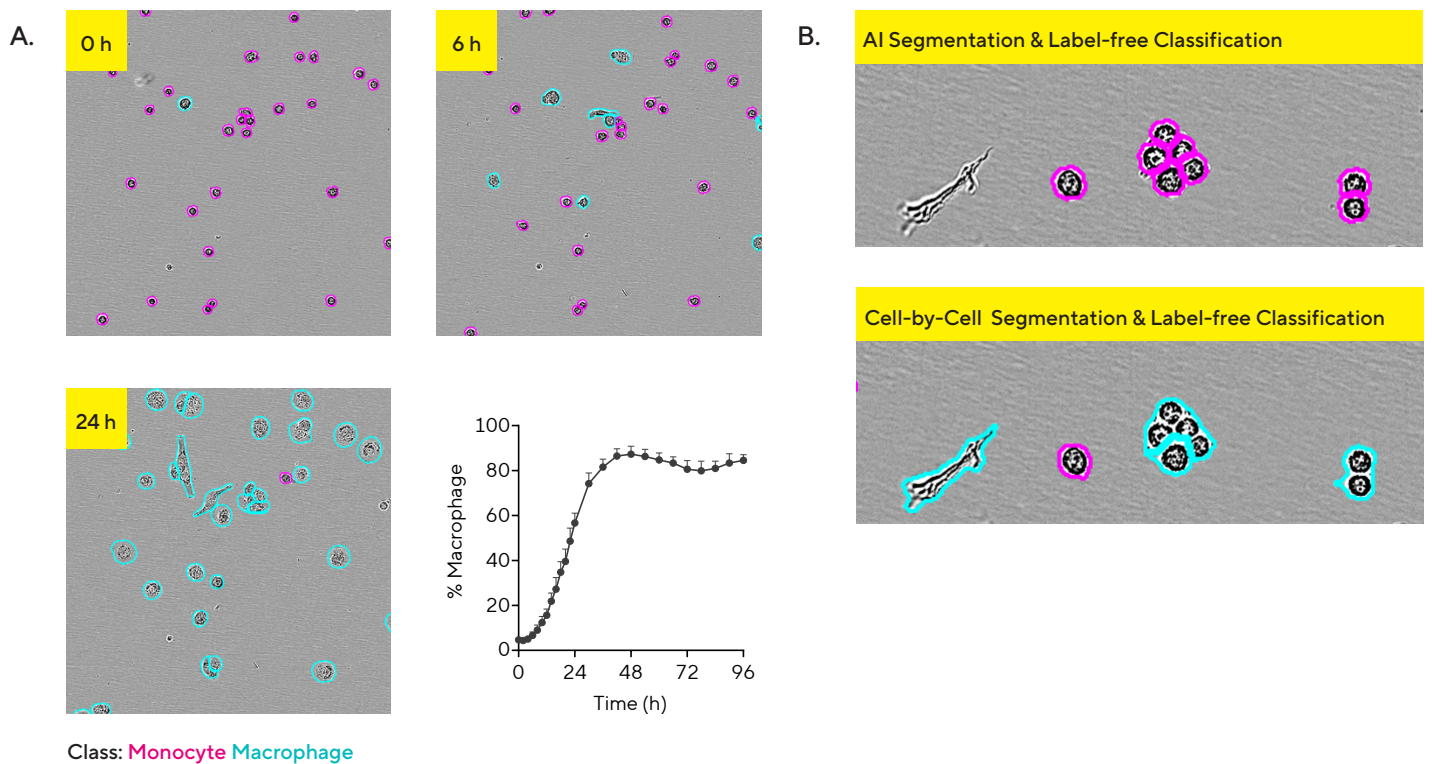 A.
0 h
6 h
24 h
% Macrophage
100
80
60
40
20
0
0 24 48 72 96
Time (h)
Class: Monocyte Macrophage
B.
AI Segmentation & Label-free Classification
Cell-by-Cell Segmentation & Label-free Classification